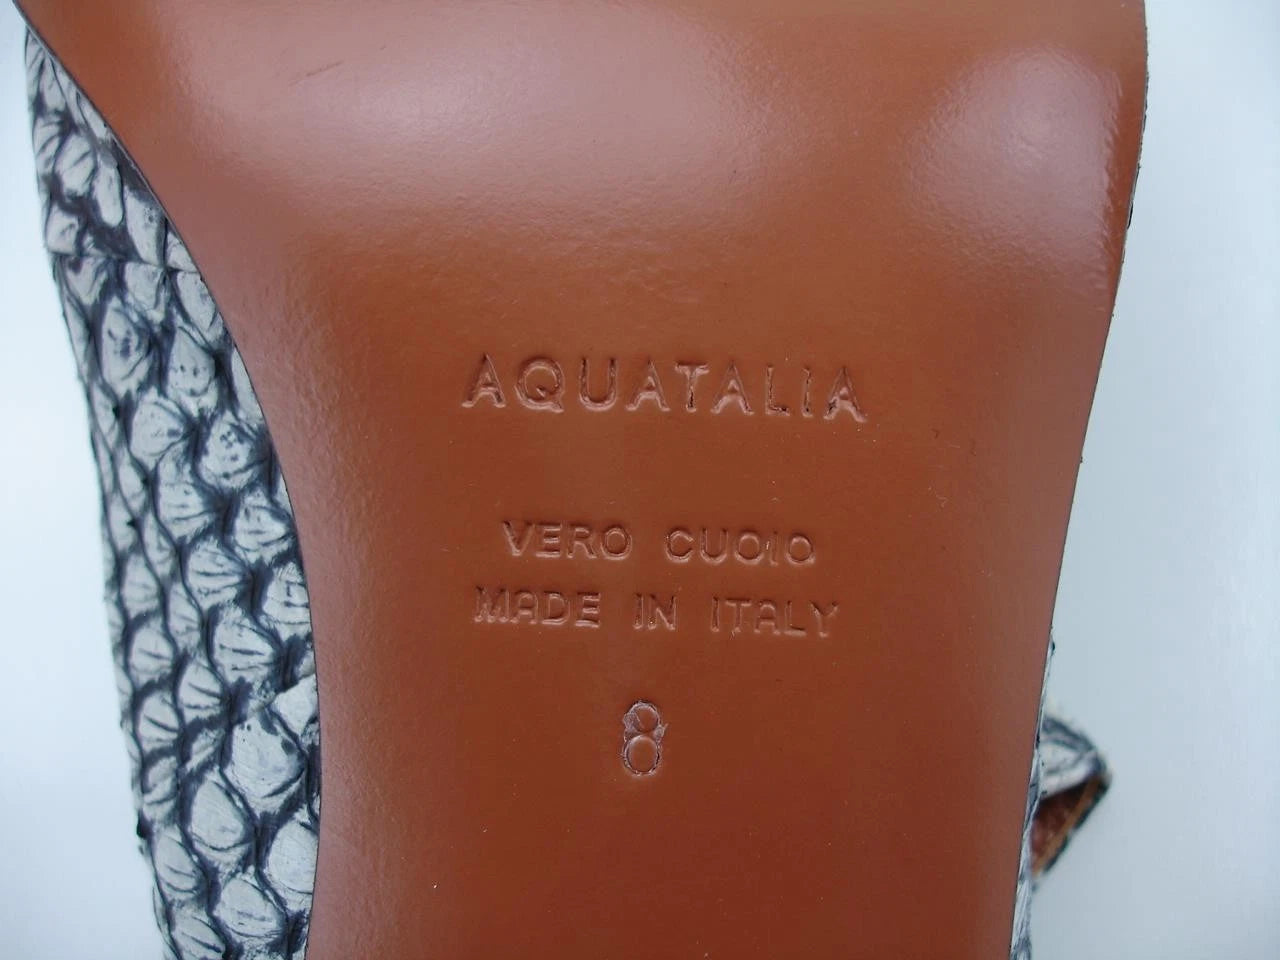 AQUATALIA
VERO CUOIO
MADE IN ITALY
8